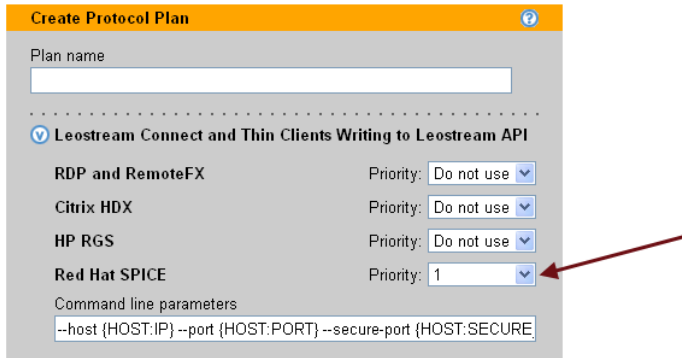 Create Protocol Plan ?
Plan name
Leostream Connect and Thin Clients Writing to Leostream API
RDP and RemoteFX Priority: Do not use
Citrix HDX Priority: Do not use
HP RGS Priority: Do not use
Red Hat SPICE Priority: 1
Command line parameters
--host {HOST:IP} --port {HOST:PORT} --secure-port {HOST:SECURE_